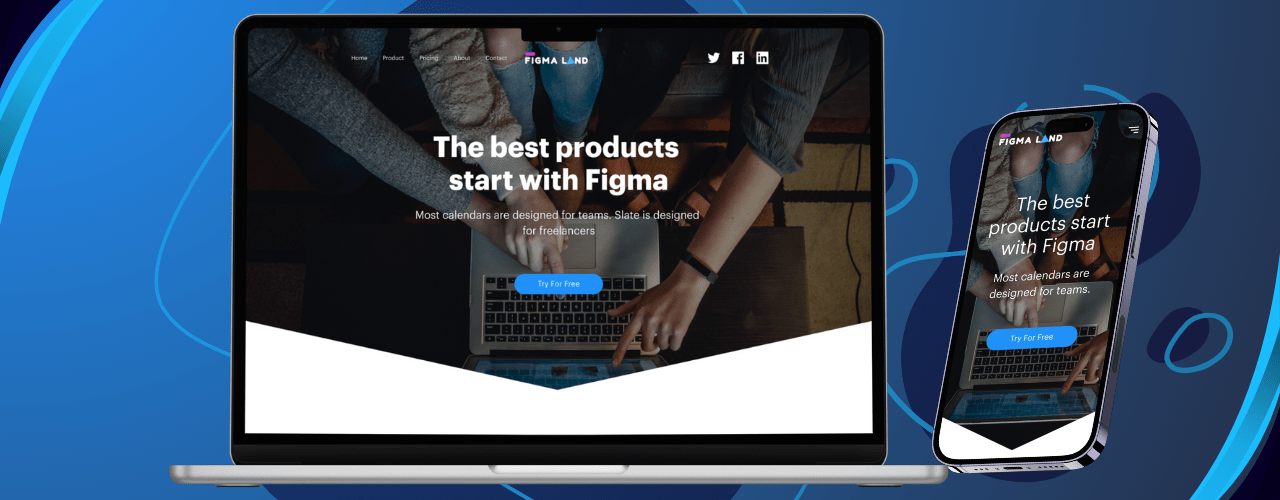 Home Product Pricing About Contact FIGMA LAND
The best products
start with Figma
Most calendars are designed for teams. Slate is designed
for freelancers
Try For Free
FIGMA LAND
The best
products start
with Figma
Most calendars are
designed for teams.
Try For Free